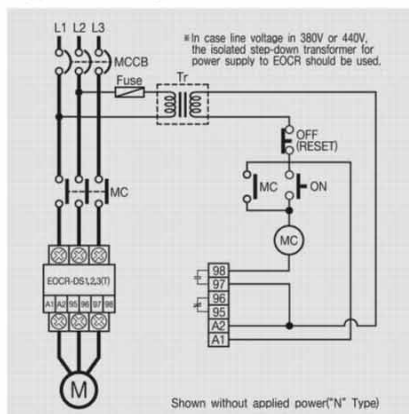 L1 L2 L3
※In case line voltage in 380V or 440V,
the isolated step-down transformer for
power supply to EOCR should be used.
MCCB
Fuse
Tr
OFF
(RESET)
MC
MC
ON
MC
EOCR-DS1,2,3(T)
A1 A2 95 96 97 98
98
97
96
95
A2
A1
M
Shown without applied power("N" Type)